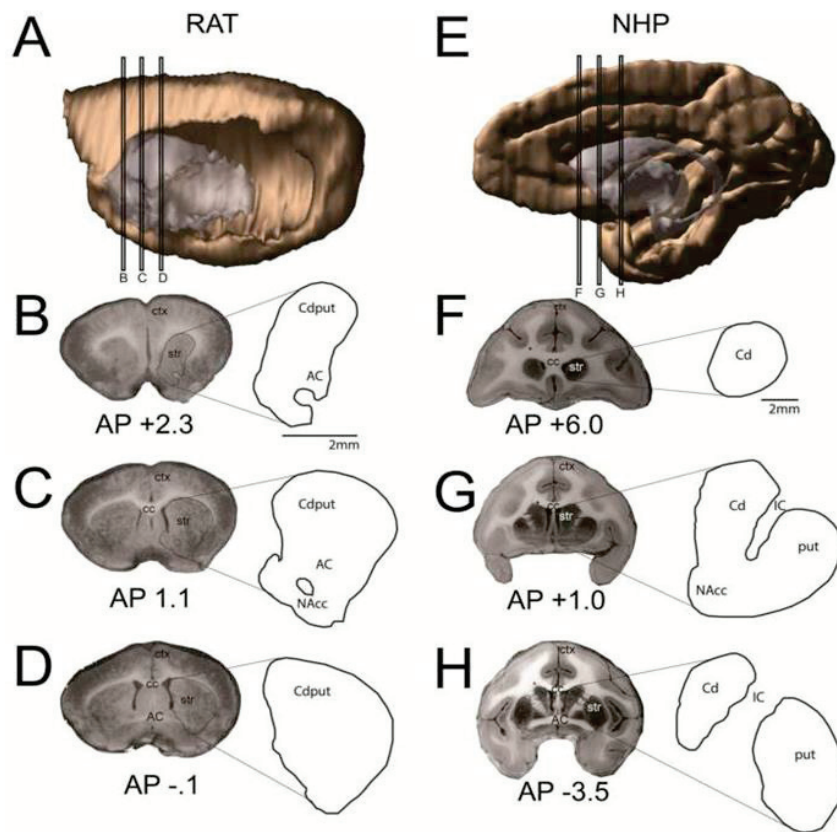 A
RAT
B C D
B
ctx
str
Cdput
AC
AP +2.3
2mm
C
ctx
cc
str
Cdput
AC
NAcc
AP 1.1
D
ctx
cc
str
AC
Cdput
AP -.1
E
NHP
F G H
F
ctx
cc
str
Cd
AP +6.0
2mm
G
ctx
cc
str
Cd
IC
put
NAcc
AP +1.0
H
ctx
cc
str
AC
Cd
IC
put
AP -3.5